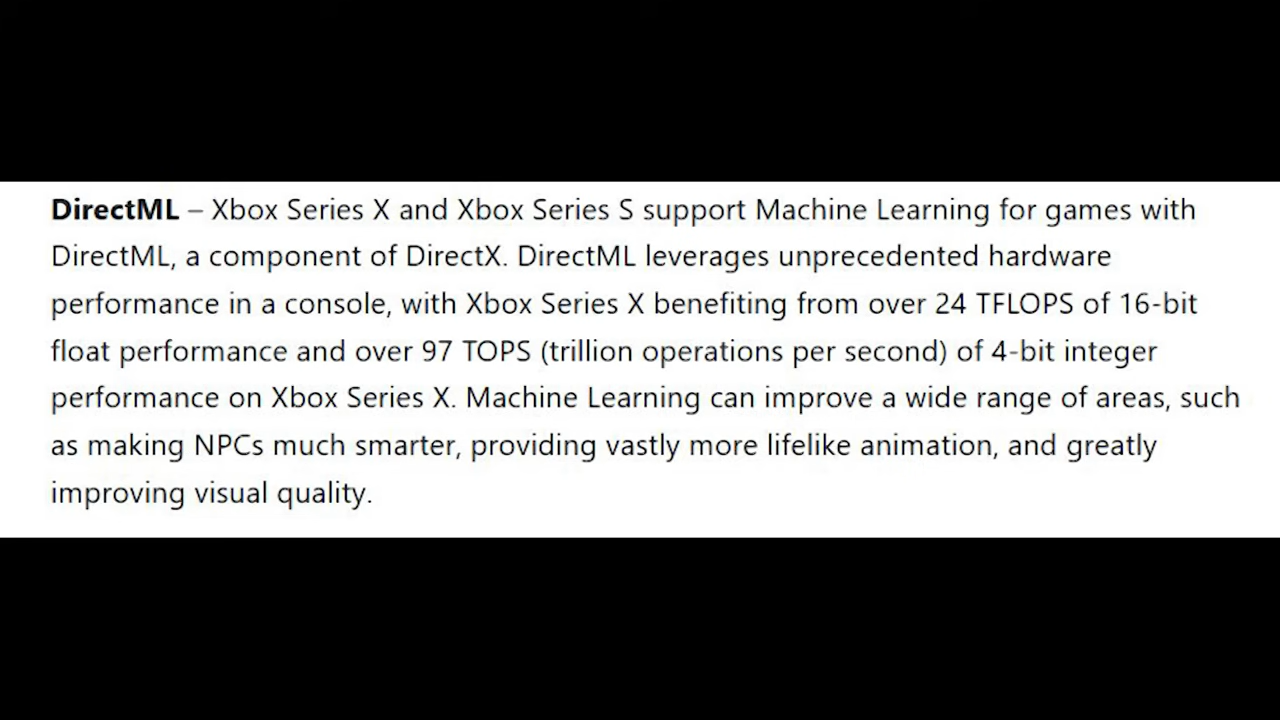 DirectML – Xbox Series X and Xbox Series S support Machine Learning for games with
DirectML, a component of DirectX. DirectML leverages unprecedented hardware
performance in a console, with Xbox Series X benefiting from over 24 TFLOPS of 16-bit
float performance and over 97 TOPS (trillion operations per second) of 4-bit integer
performance on Xbox Series X. Machine Learning can improve a wide range of areas, such
as making NPCs much smarter, providing vastly more lifelike animation, and greatly
improving visual quality.